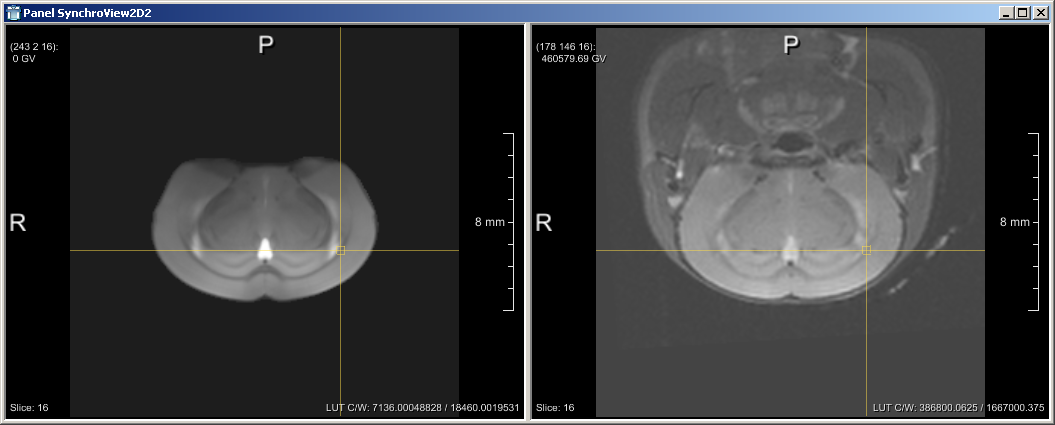 Panel SynchroView2D2
(243 2 16):
0 GV
P
R
8 mm
Slice: 16
LUT C/W: 7136.00048828 / 18460.0019531
(178 146 16):
460579.69 GV
P
R
8 mm
Slice: 16
LUT C/W: 386800.0625 / 1667000.375